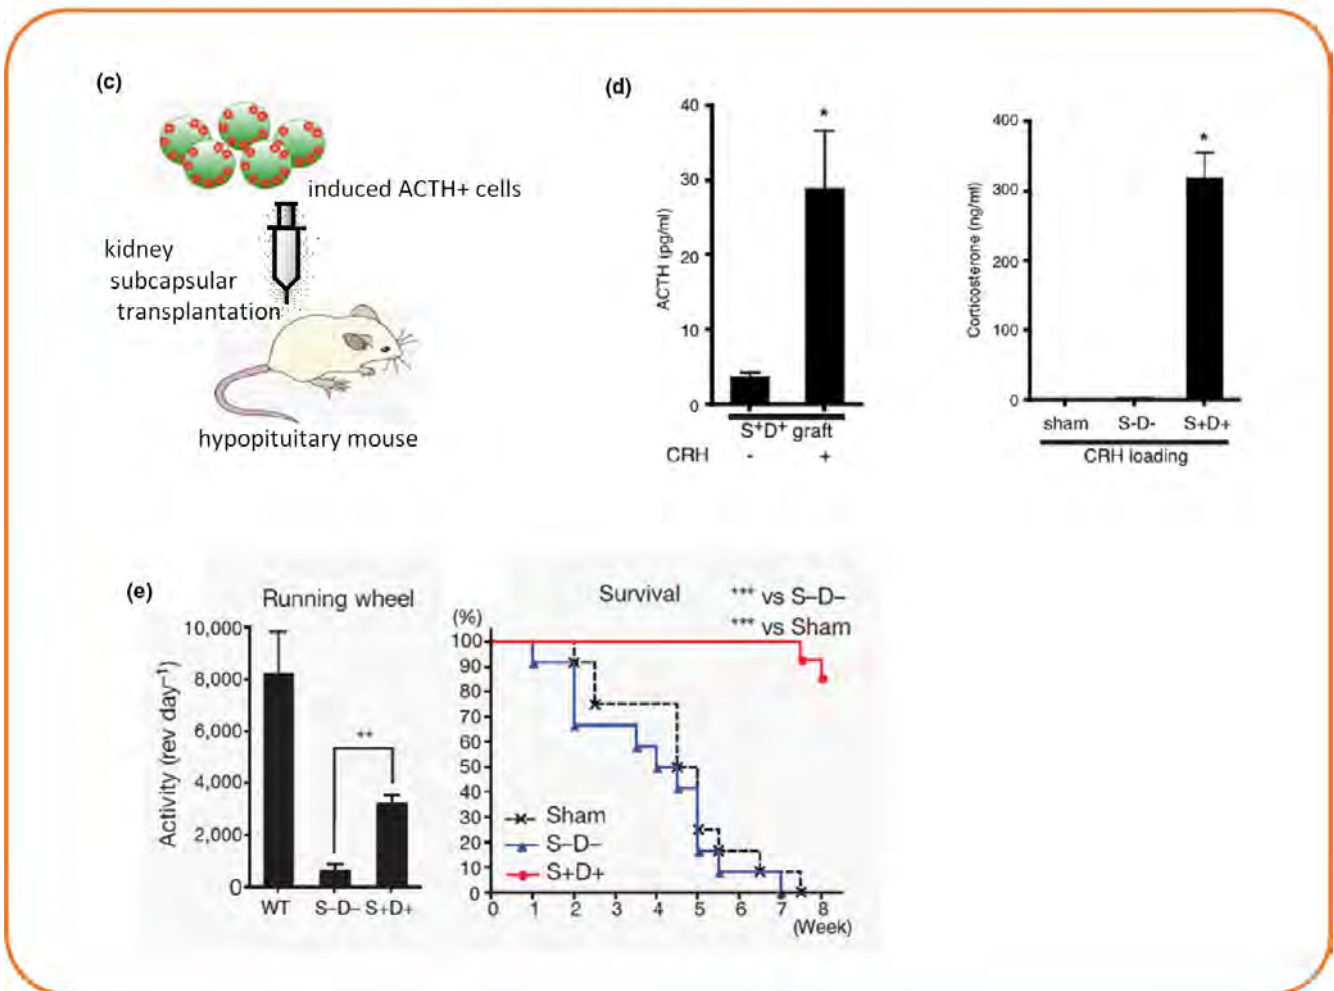 (c)
induced ACTH+ cells
kidney
subcapsular
transplantation
hypopituitary mouse
(d)
40
30
20
10
0
ACTH (pg/ml)
*
S+D+ graft
CRH - +
400
300
200
100
0
Corticosterone (ng/ml)
*
sham S-D- S+D+
CRH loading
(e)
Running wheel
10,000
8,000
6,000
4,000
2,000
0
Activity (rev day⁻¹)
**
WT S–D– S+D+
Survival
*** vs S–D–
*** vs Sham
(%)
100
90
80
70
60
50
40
30
20
10
0
Sham
S–D–
S+D+
0 1 2 3 4 5 6 7 8
(Week)